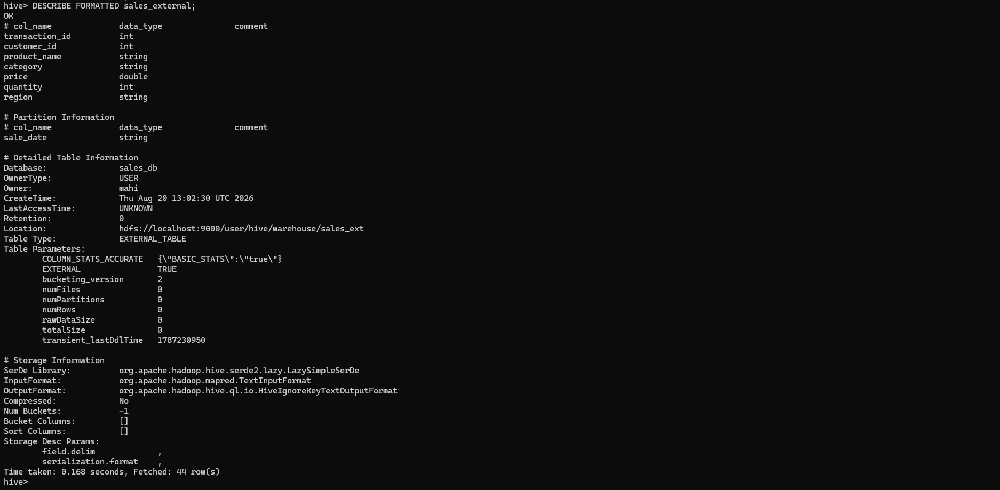 hive> DESCRIBE FORMATTED sales_external;
OK
# col_name              data_type               comment
transaction_id          int
customer_id             int
product_name            string
category                string
price                   double
quantity                int
region                  string

# Partition Information
# col_name              data_type               comment
sale_date               string

# Detailed Table Information
Database:               sales_db
OwnerType:              USER
Owner:                  mahi
CreateTime:             Thu Aug 20 13:02:30 UTC 2026
LastAccessTime:         UNKNOWN
Retention:              0
Location:               hdfs://localhost:9000/user/hive/warehouse/sales_ext
Table Type:             EXTERNAL_TABLE
Table Parameters:
        COLUMN_STATS_ACCURATE   {\"BASIC_STATS\":\"true\"}
        EXTERNAL                TRUE
        bucketing_version       2
        numFiles                0
        numPartitions           0
        numRows                 0
        rawDataSize             0
        totalSize               0
        transient_lastDdlTime   1787230950

# Storage Information
SerDe Library:          org.apache.hadoop.hive.serde2.lazy.LazySimpleSerDe
InputFormat:            org.apache.hadoop.mapred.TextInputFormat
OutputFormat:           org.apache.hadoop.hive.ql.io.HiveIgnoreKeyTextOutputFormat
Compressed:             No
Num Buckets:            -1
Bucket Columns:         []
Sort Columns:           []
Storage Desc Params:
        field.delim             ,
        serialization.format    ,
Time taken: 0.168 seconds, Fetched: 44 row(s)
hive>